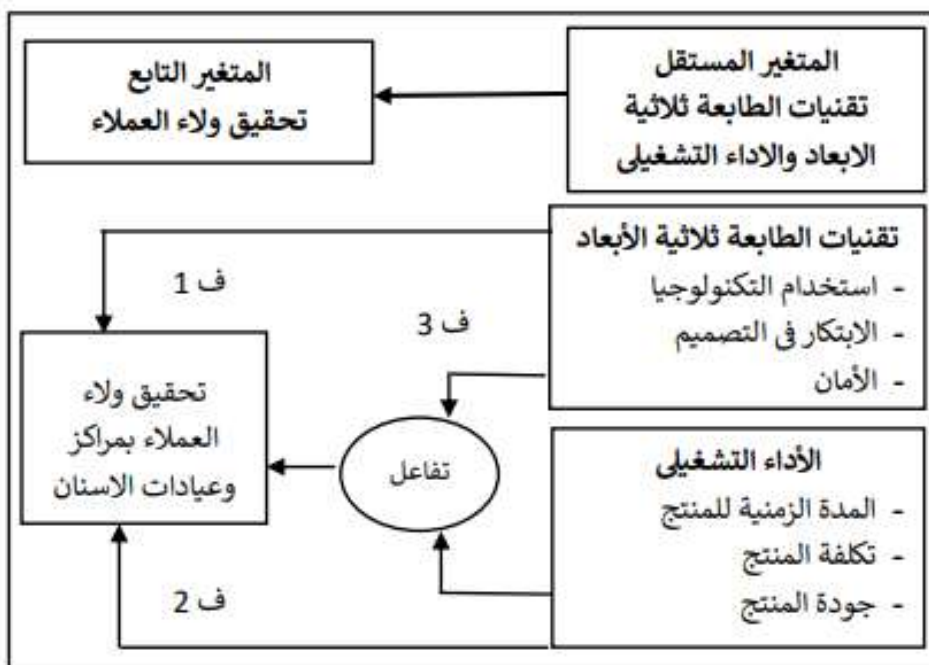 المتغير المستقل
تقنيات الطابعة ثلاثية
الابعاد والاداء التشغيلى
المتغير التابع
تحقيق ولاء العملاء
تقنيات الطابعة ثلاثية الأبعاد
- استخدام التكنولوجيا
- الابتكار فى التصميم
- الأمان
ف 1
ف 3
تحقيق ولاء
العملاء بمراكز
وعيادات الاسنان
تفاعل
الأداء التشغيلى
- المدة الزمنية للمنتج
- تكلفة المنتج
- جودة المنتج
ف 2